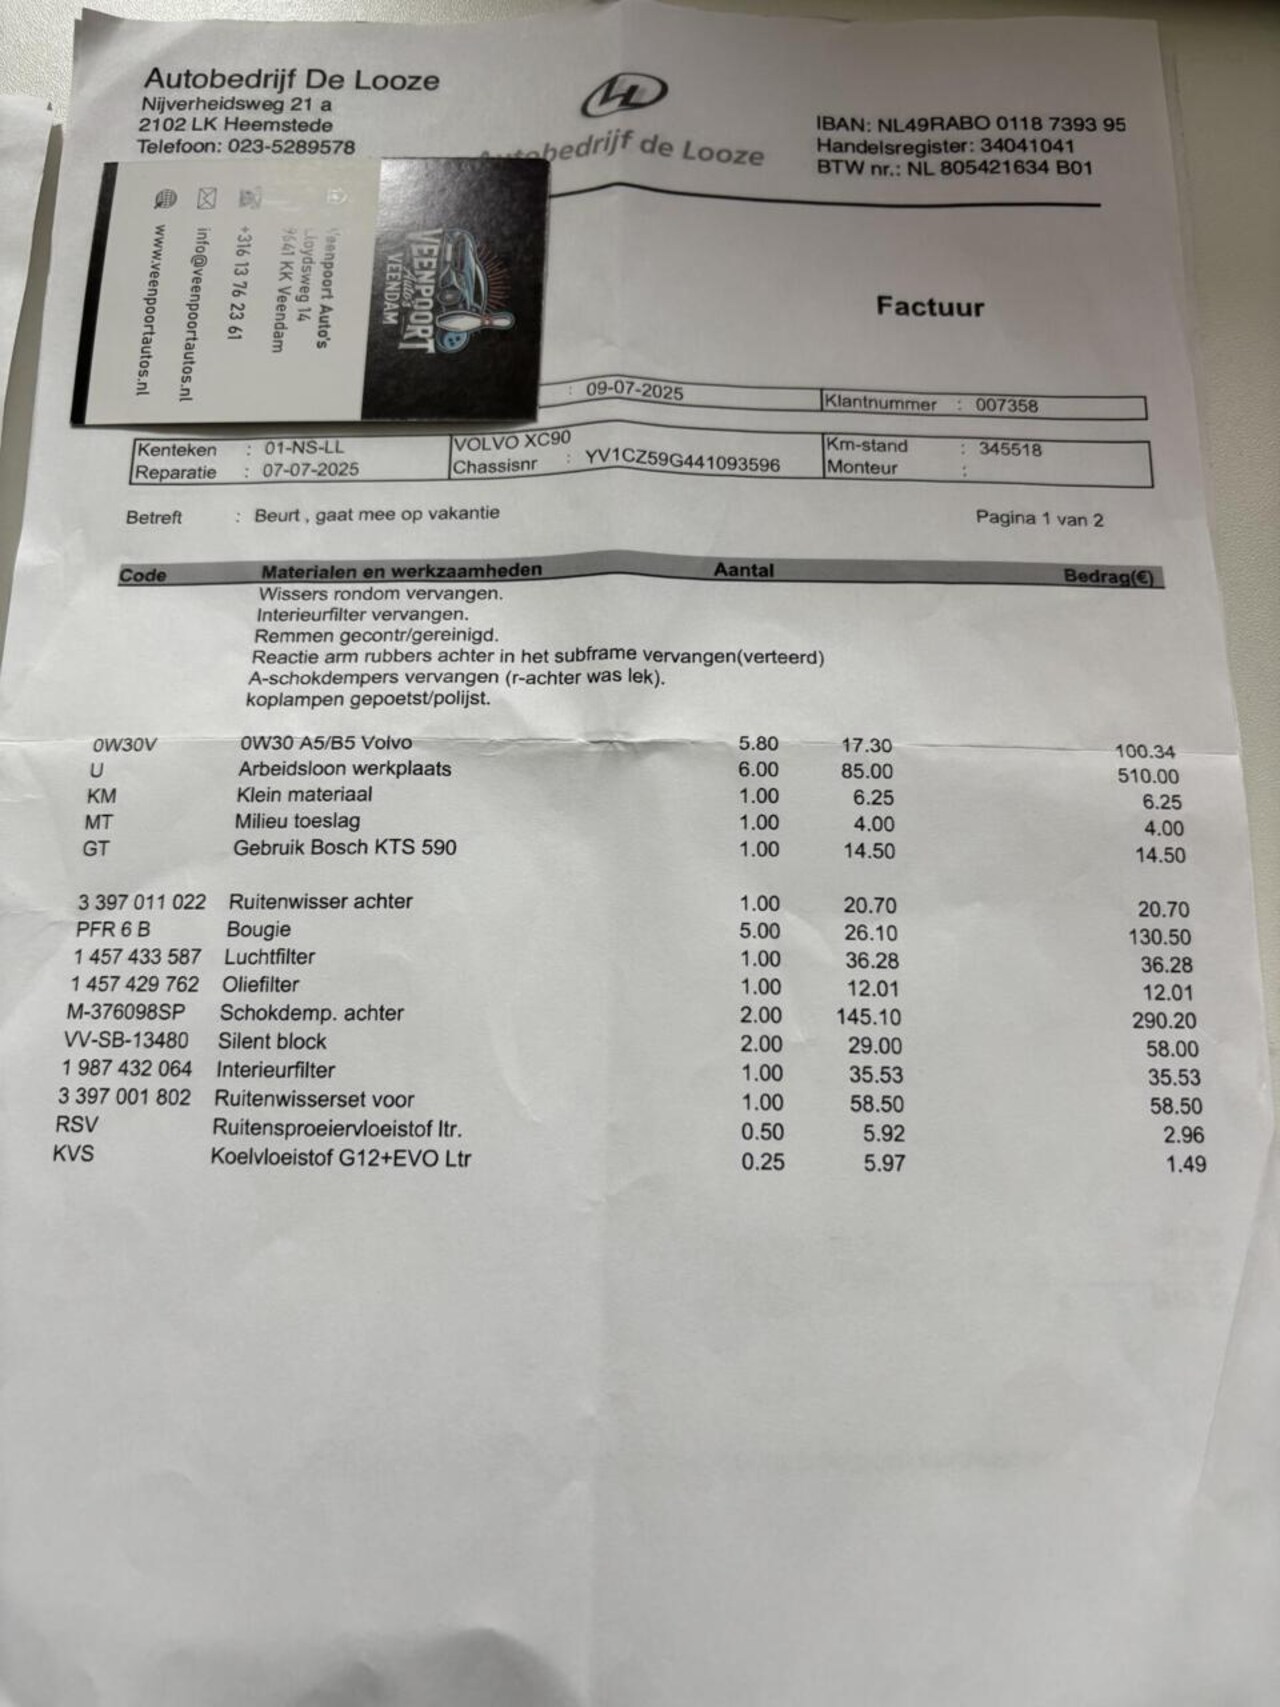 Autobedrijf De Looze
Nijverheidsweg 21 a
2102 LK Heemstede
Telefoon: 023-5289578
Autobedrijf de Looze
IBAN: NL49RABO 0118 7393 95
Handelsregister: 34041041
BTW nr.: NL 805421634 B01
VEENPOORT
Auto's
VEENDAM
Veenpoort Auto's
Lloydsweg 14
9641 KK Veendam
+316 13 76 23 61
info@veenpoortautos.nl
www.veenpoortautos.nl
Factuur
: 09-07-2025 Klantnummer : 007358
Kenteken : 01-NS-LL VOLVO XC90 Km-stand : 345518
Reparatie : 07-07-2025 Chassisnr : YV1CZ59G441093596 Monteur :
Betreft : Beurt , gaat mee op vakantie Pagina 1 van 2
Code Materialen en werkzaamheden Aantal Bedrag(€)
Wissers rondom vervangen.
Interieurfilter vervangen.
Remmen gecontr/gereinigd.
Reactie arm rubbers achter in het subframe vervangen(verteerd)
A-schokdempers vervangen (r-achter was lek).
koplampen gepoetst/polijst.
0W30V 0W30 A5/B5 Volvo 5.80 17.30 100.34
U Arbeidsloon werkplaats 6.00 85.00 510.00
KM Klein materiaal 1.00 6.25 6.25
MT Milieu toeslag 1.00 4.00 4.00
GT Gebruik Bosch KTS 590 1.00 14.50 14.50
3 397 011 022 Ruitenwisser achter 1.00 20.70 20.70
PFR 6 B Bougie 5.00 26.10 130.50
1 457 433 587 Luchtfilter 1.00 36.28 36.28
1 457 429 762 Oliefilter 1.00 12.01 12.01
M-376098SP Schokdemp. achter 2.00 145.10 290.20
VV-SB-13480 Silent block 2.00 29.00 58.00
1 987 432 064 Interieurfilter 1.00 35.53 35.53
3 397 001 802 Ruitenwisserset voor 1.00 58.50 58.50
RSV Ruitensproeiervloeistof ltr. 0.50 5.92 2.96
KVS Koelvloeistof G12+EVO Ltr 0.25 5.97 1.49